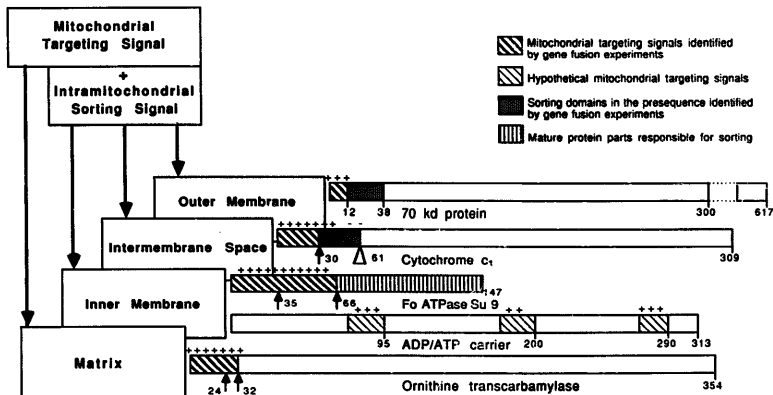 Mitochondrial
Targeting Signal
+
Intramitochondrial
Sorting Signal
Mitochondrial targeting signals identified
by gene fusion experiments
Hypothetical mitochondrial targeting signals
Sorting domains in the presequence identified
by gene fusion experiments
Mature protein parts responsible for sorting
Outer Membrane
+++
12
38
70 kd protein
300
617
Intermembrane Space
++++++++ - -
30
61
Cytochrome c₁
309
Inner Membrane
++++++++++++
35
66
Fo ATPase Su 9
147
+++
++
+++
95
ADP/ATP carrier
200
290
313
Matrix
+++++++
24
32
Ornithine transcarbamylase
354